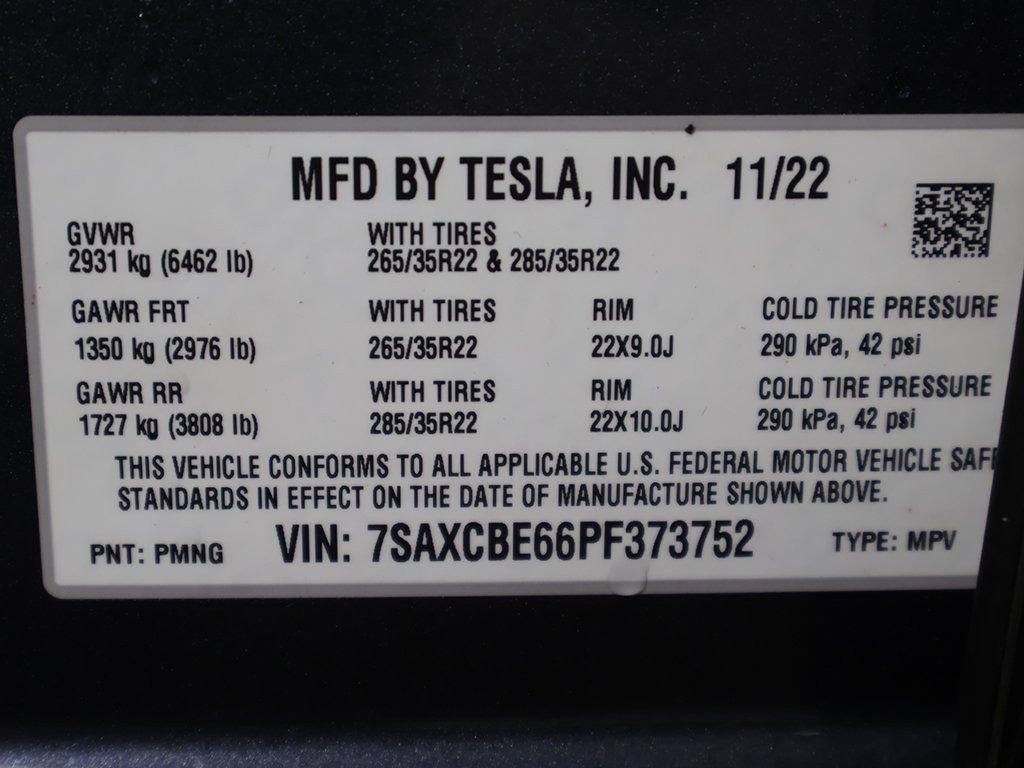 MFD BY TESLA, INC. 11/22
GVWR WITH TIRES
2931 kg (6462 lb) 265/35R22 & 285/35R22
GAWR FRT WITH TIRES RIM COLD TIRE PRESSURE
1350 kg (2976 lb) 265/35R22 22X9.0J 290 kPa, 42 psi
GAWR RR WITH TIRES RIM COLD TIRE PRESSURE
1727 kg (3808 lb) 285/35R22 22X10.0J 290 kPa, 42 psi
THIS VEHICLE CONFORMS TO ALL APPLICABLE U.S. FEDERAL MOTOR VEHICLE
STANDARDS IN EFFECT ON THE DATE OF MANUFACTURE SHOWN ABOVE.
PNT: PMNG VIN: 7SAXCBE66PF373752 TYPE: MPV